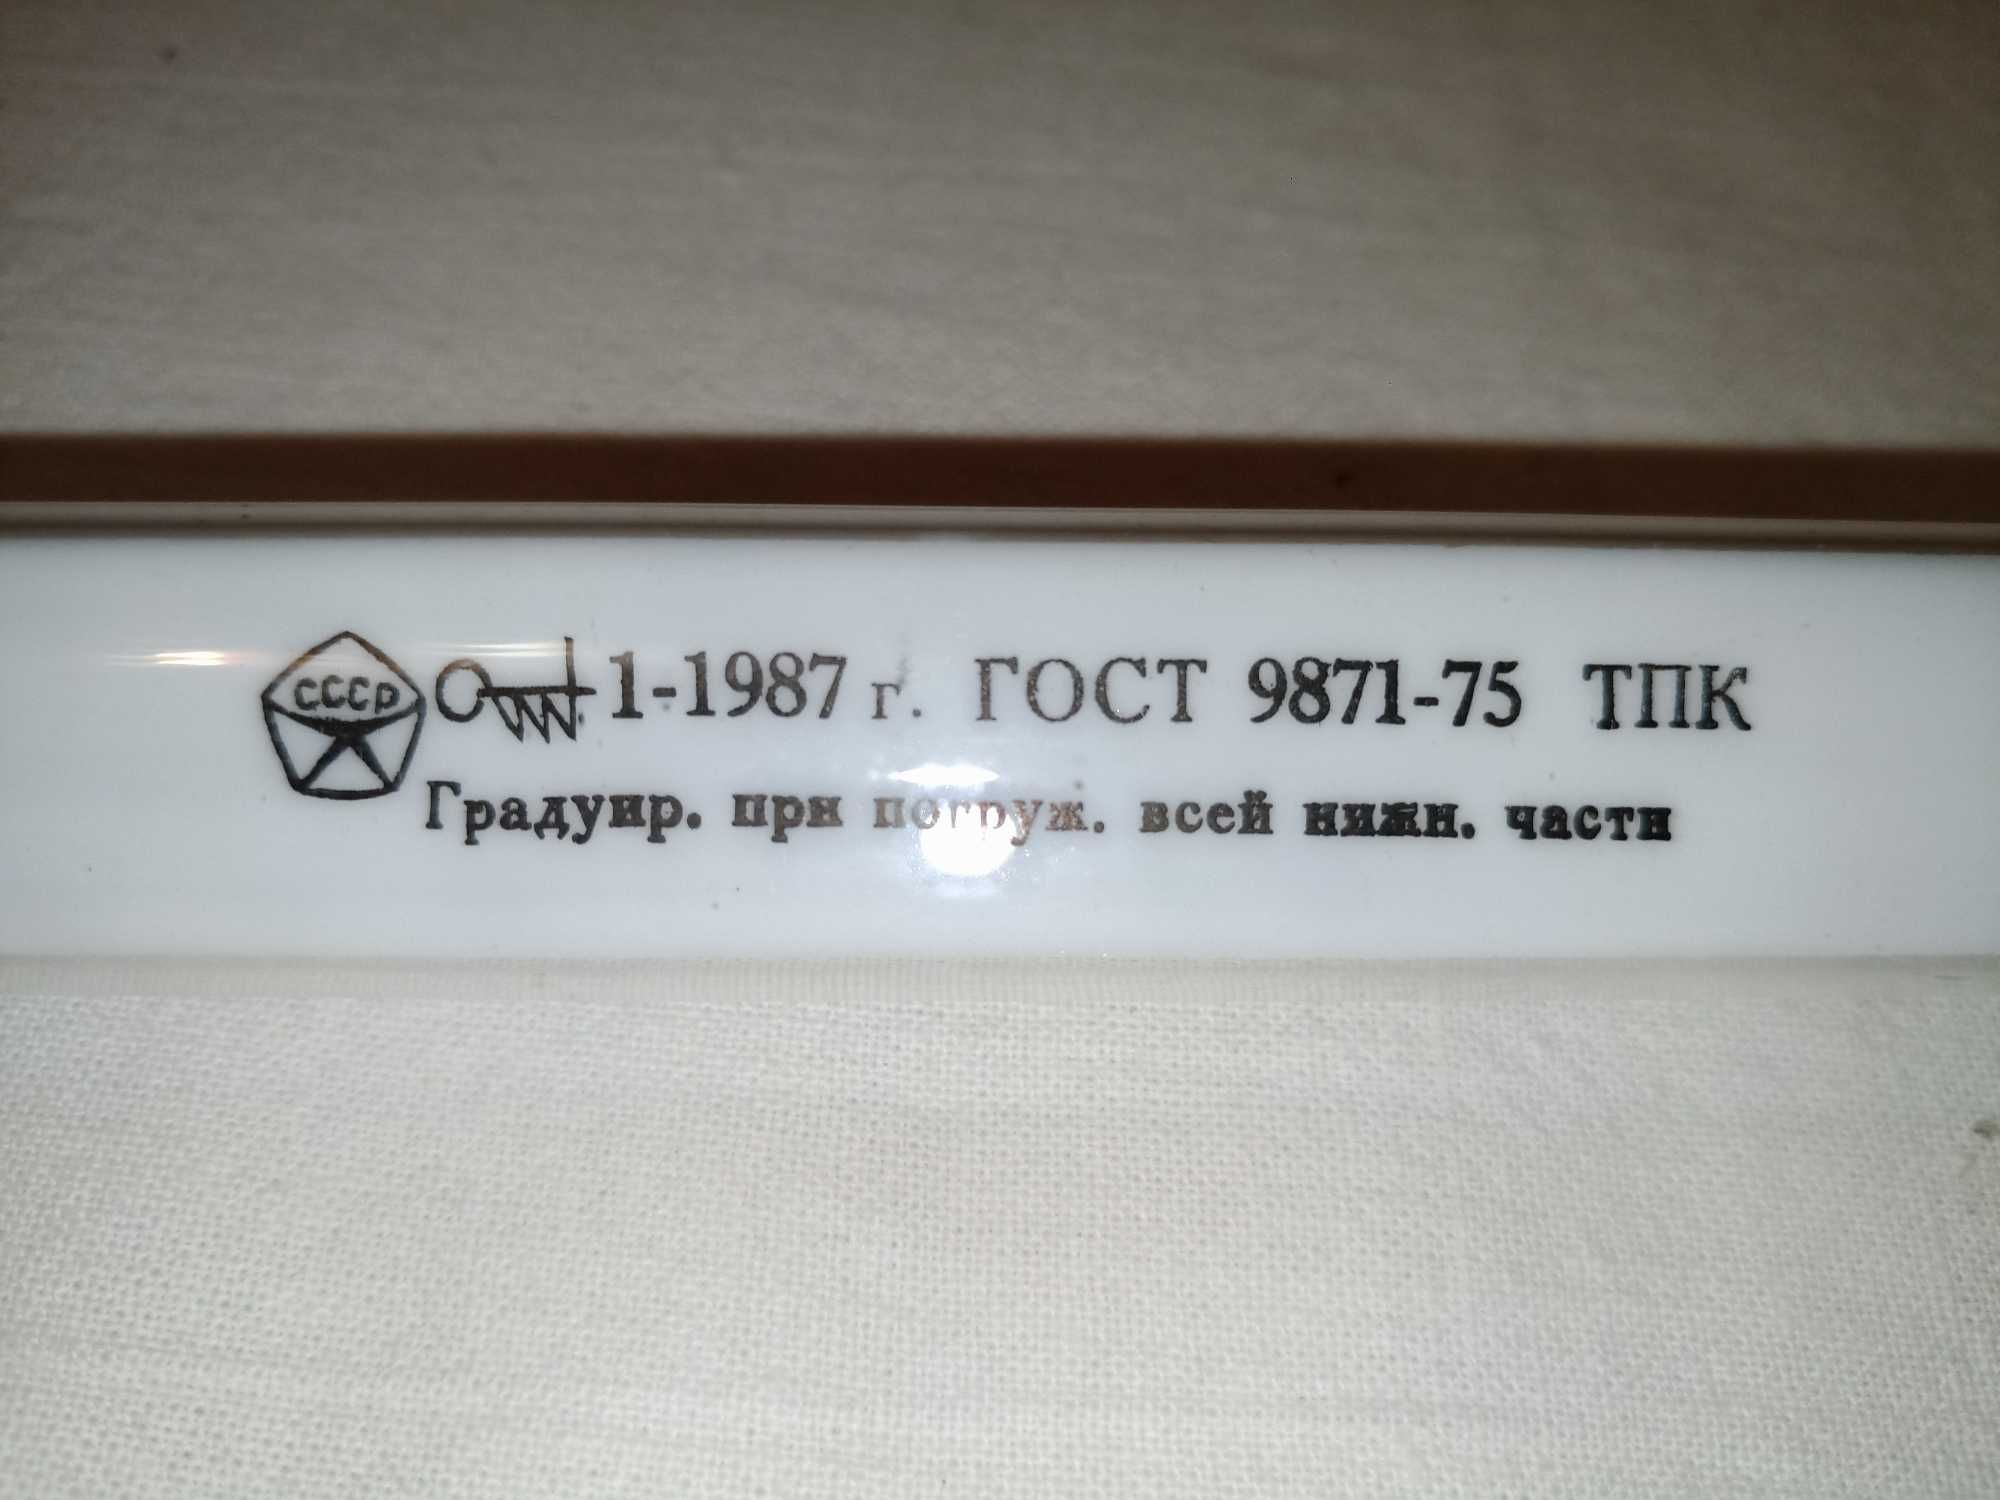 СССР 1-1987 г. ГОСТ 9871-75 ТПК
Градуир. при погруж. всей нижн. части